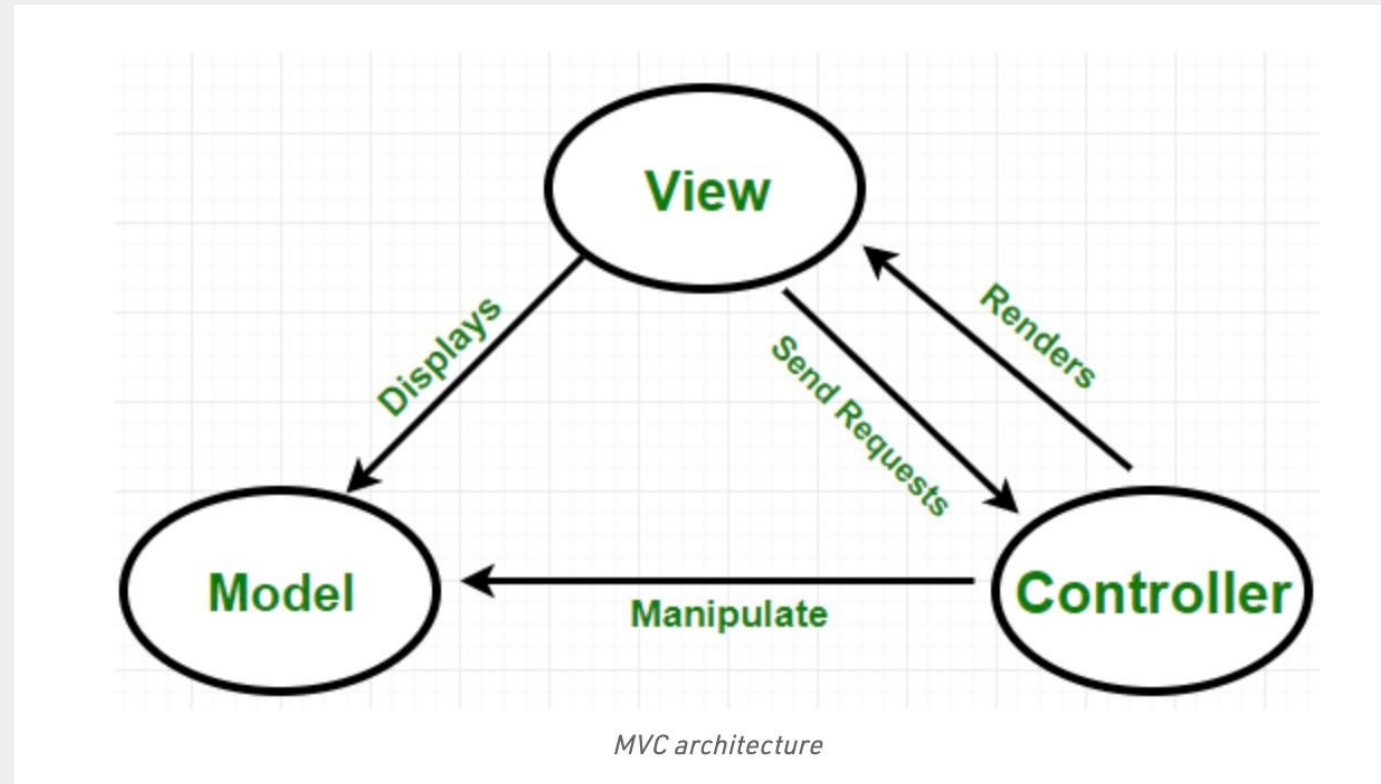 View
Displays
Renders
Send Requests
Model
Controller
Manipulate
MVC architecture